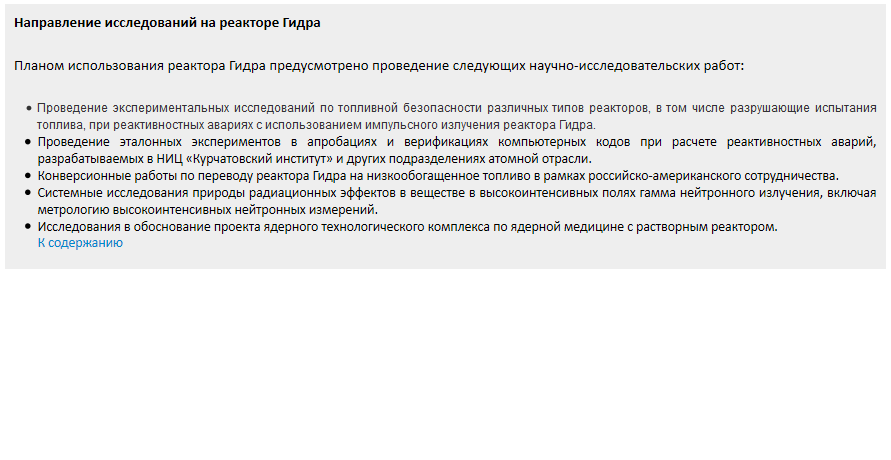 Направление исследований на реакторе Гидра
Планом использования реактора Гидра предусмотрено проведение следующих научно-исследовательских работ:
• Проведение экспериментальных исследований по топливной безопасности различных типов реакторов, в том числе разрушающие испытания
топлива, при реактивностных авариях с использованием импульсного излучения реактора Гидра.
• Проведение эталонных экспериментов в апробациях и верификациях компьютерных кодов при расчете реактивностных аварий,
разрабатываемых в НИЦ «Курчатовский институт» и других подразделениях атомной отрасли.
• Конверсионные работы по переводу реактора Гидра на низкообогащенное топливо в рамках российско-американского сотрудничества.
• Системные исследования природы радиационных эффектов в веществе в высокоинтенсивных полях гамма нейтронного излучения, включая
метрологию высокоинтенсивных нейтронных измерений.
• Исследования в обоснование проекта ядерного технологического комплекса по ядерной медицине с растворным реактором.
К содержанию